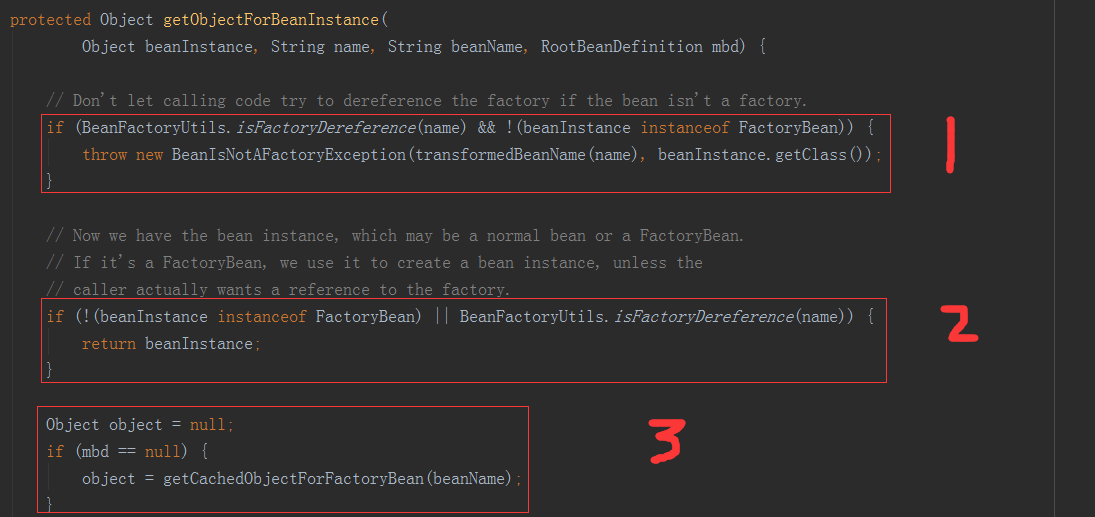 protected Object getObjectForBeanInstance(
        Object beanInstance, String name, String beanName, RootBeanDefinition mbd) {
    // Don't let calling code try to dereference the factory if the bean isn't a factory.
    if (BeanFactoryUtils.isFactoryDereference(name) && !(beanInstance instanceof FactoryBean)) {
        throw new BeanIsNotAFactoryException(transformedBeanName(name), beanInstance.getClass());
    }
1
    // Now we have the bean instance, which may be a normal bean or a FactoryBean.
    // If it's a FactoryBean, we use it to create a bean instance, unless the
    // caller actually wants a reference to the factory.
    if (!(beanInstance instanceof FactoryBean) || BeanFactoryUtils.isFactoryDereference(name)) {
        return beanInstance;
    }
2
    Object object = null;
    if (mbd == null) {
        object = getCachedObjectForFactoryBean(beanName);
    }
3